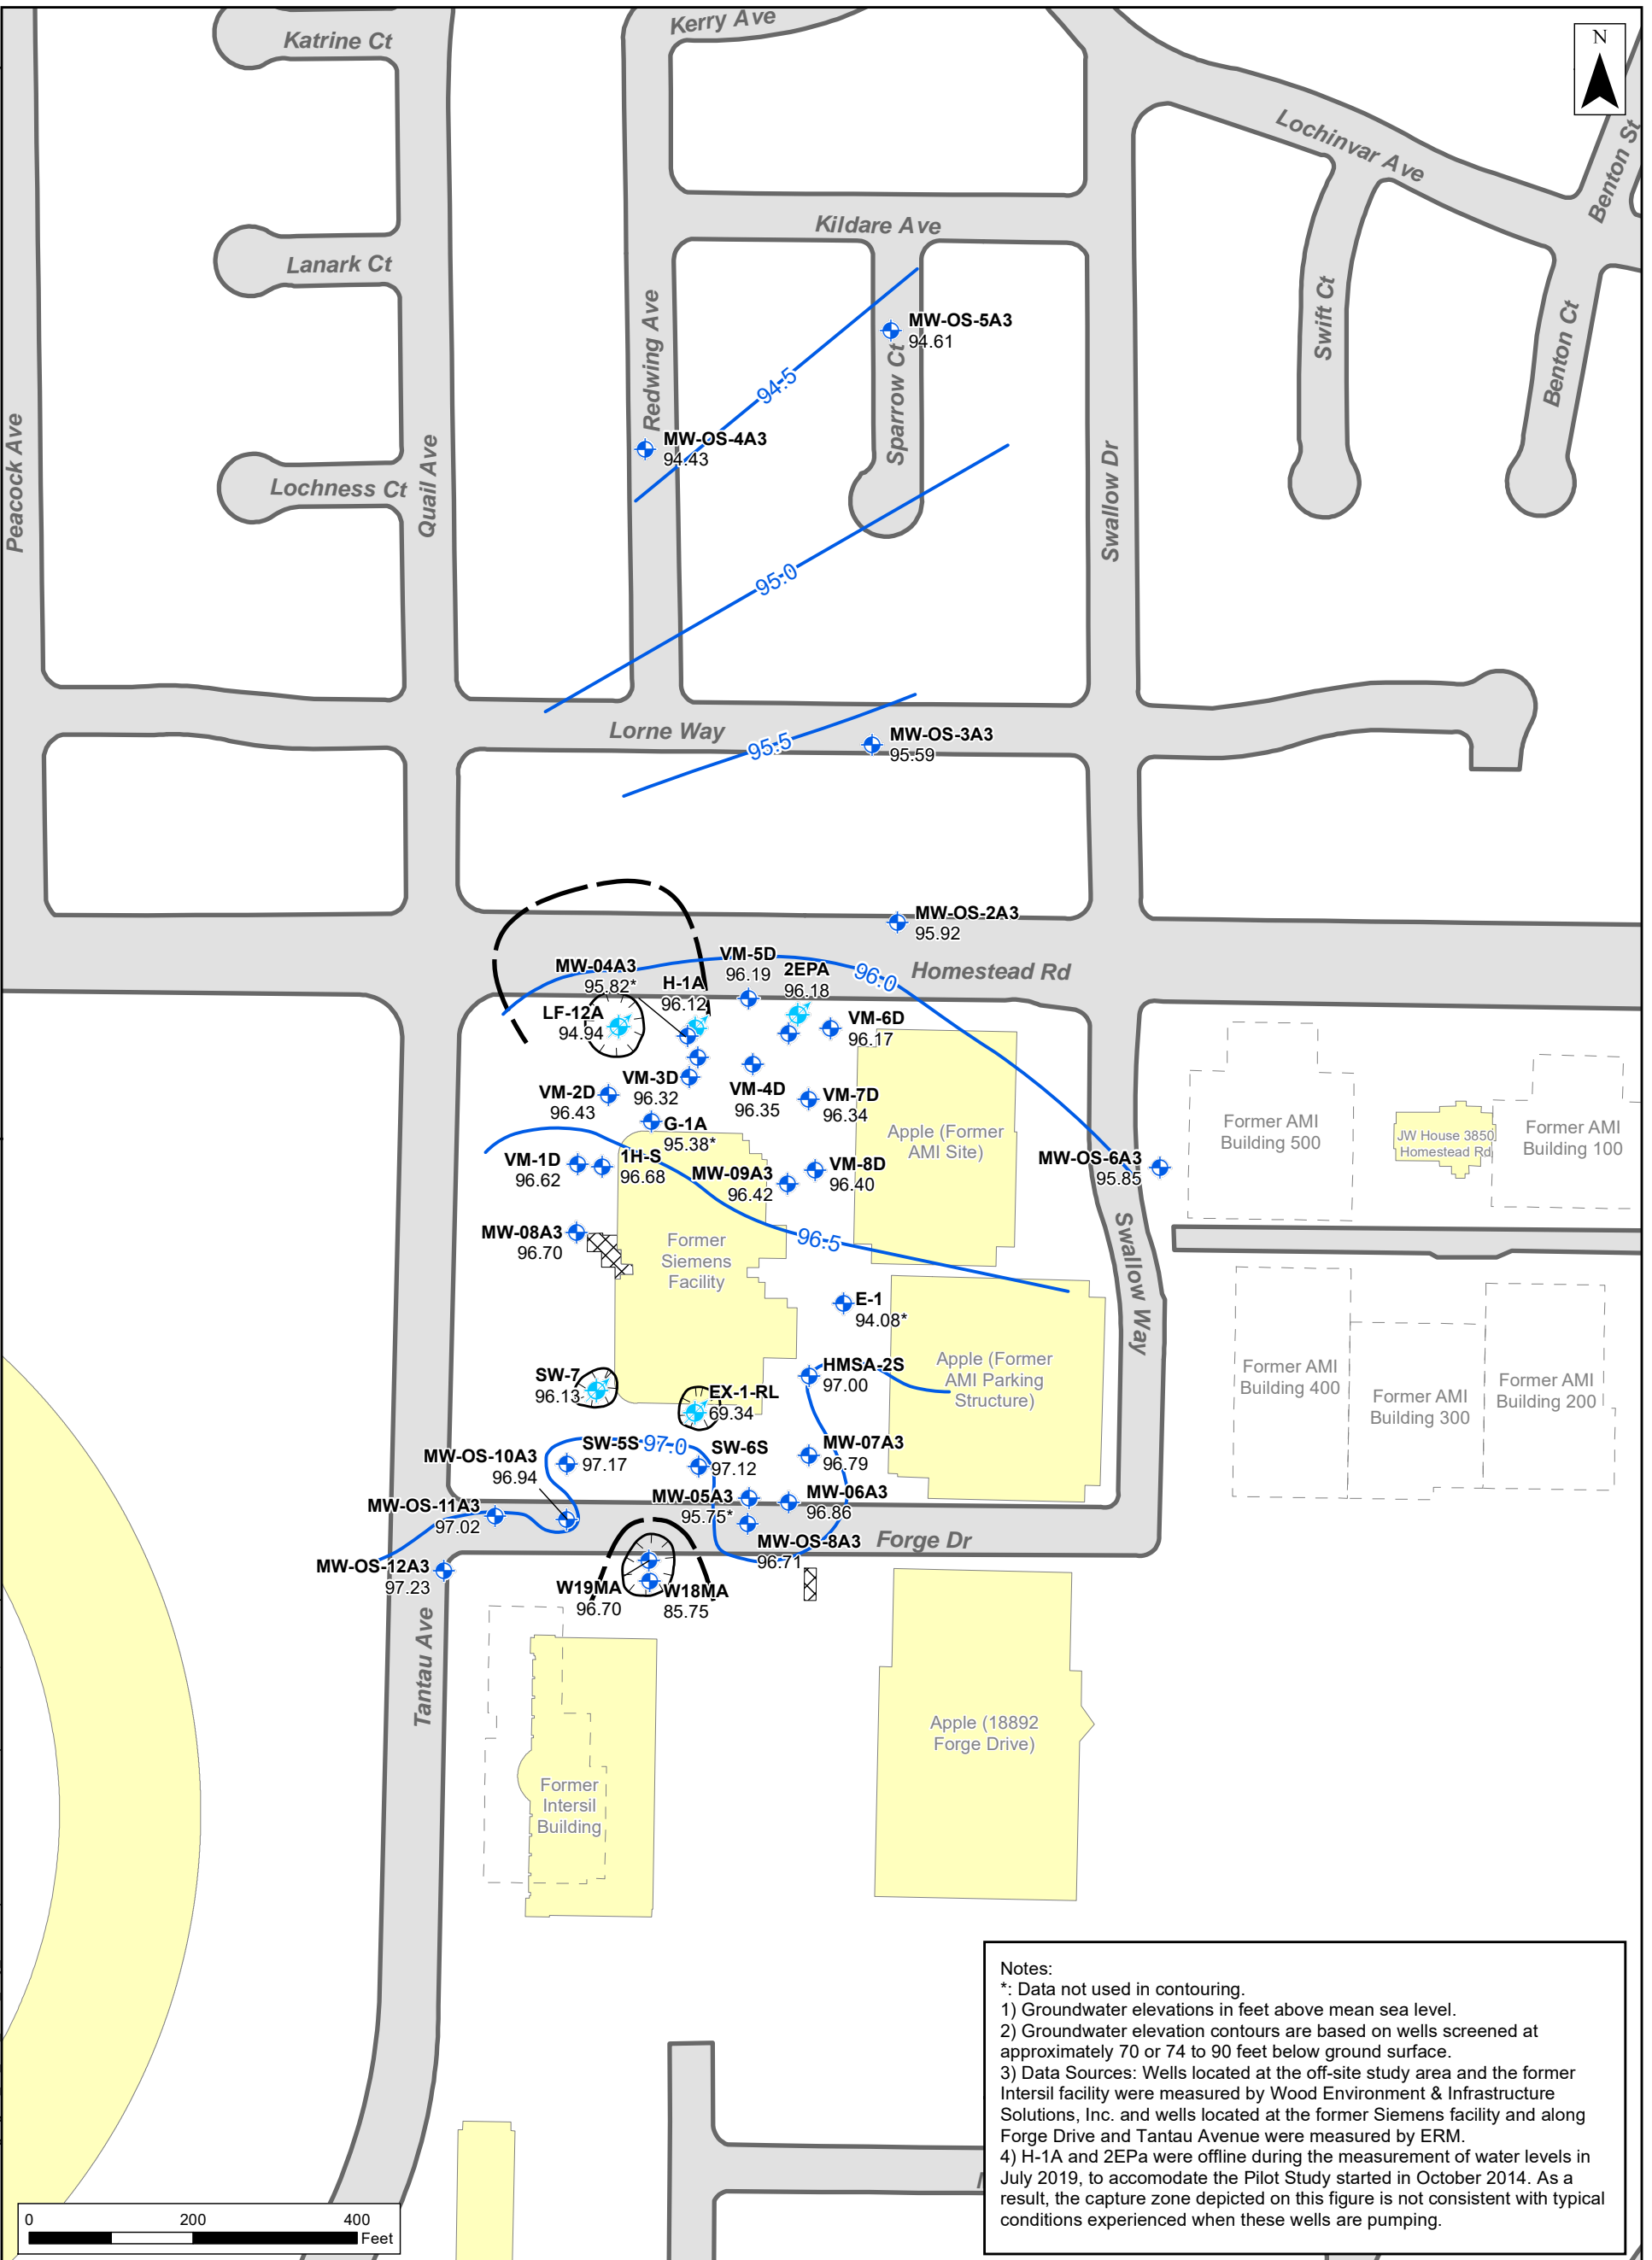 Kerry Ave
Katrine Ct
N
Lochinvar Ave
Benton St
Kildare Ave
Lanark Ct
Redwing Ave
MW-OS-5A3
94.61
Swift Ct
Benton Ct
Sparrow Ct
94.5
Peacock Ave
Quail Ave
MW-OS-4A3
94.43
Swallow Dr
Lochness Ct
95.0
Lorne Way
95.5
MW-OS-3A3
95.59
MW-OS-2A3
95.92
Homestead Rd
VM-5D
96.19
2EPA
96.18
96.0
MW-04A3
95.82*
H-1A
96.12
LF-12A
94.94
VM-6D
96.17
VM-3D
96.32
VM-4D
96.35
VM-7D
96.34
VM-2D
96.43
G-1A
95.38*
Apple (Former
AMI Site)
Former AMI
Building 500
JW House 3850
Homestead Rd
Former AMI
Building 100
VM-1D
96.62
1H-S
96.68
MW-09A3
96.42
VM-8D
96.40
MW-OS-6A3
95.85
MW-08A3
96.70
Former
Siemens
Facility
96.5
Swallow Way
E-1
94.08*
SW-7
96.13
EX-1-RL
69.34
HMSA-2S
97.00
Apple (Former
AMI Parking
Structure)
Former AMI
Building 400
Former AMI
Building 300
Former AMI
Building 200
MW-OS-10A3
96.94
SW-5S
97.17
97.0
SW-6S
97.12
MW-07A3
96.79
MW-OS-11A3
97.02
MW-05A3
95.75*
MW-06A3
96.86
MW-OS-8A3
96.71
Forge Dr
MW-OS-12A3
97.23
W19MA
96.70
W18MA
85.75
Tantau Ave
Apple (18892
Forge Drive)
Former
Intersil
Building
Notes:
*: Data not used in contouring.
1) Groundwater elevations in feet above mean sea level.
2) Groundwater elevation contours are based on wells screened at
approximately 70 or 74 to 90 feet below ground surface.
3) Data Sources: Wells located at the off-site study area and the former
Intersil facility were measured by Wood Environment & Infrastructure
Solutions, Inc. and wells located at the former Siemens facility and along
Forge Drive and Tantau Avenue were measured by ERM.
4) H-1A and 2EPa were offline during the measurement of water levels in
July 2019, to accomodate the Pilot Study started in October 2014. As a
result, the capture zone depicted on this figure is not consistent with typical
conditions experienced when these wells are pumping.
0 200 400
Feet